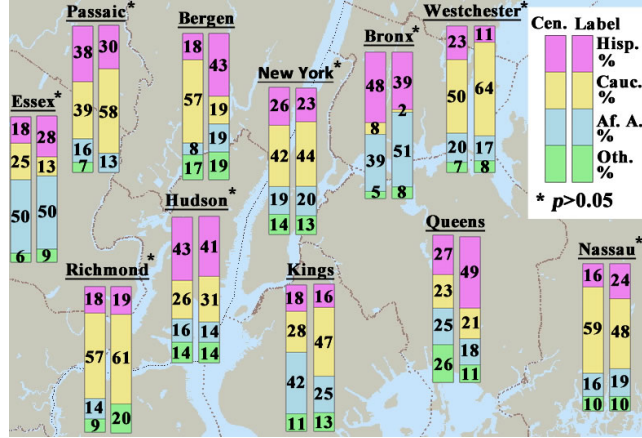 Passaic*
38 30
39 58
16 13
7
Bergen
18 43
57 19
8 19
17 19
Westchester*
23 11
50 64
20 17
7 8
Cen. Label
Hisp. %
Cauc. %
Af. A. %
Oth. %
* p>0.05
Bronx*
48 39
8 2
39 51
5 8
New York*
26 23
42 44
19 20
14 13
Essex*
18 28
25 13
50 50
6 9
Hudson*
43 41
26 31
16 14
14 14
Queens
27 49
23 21
25 18
26 11
Richmond*
18 19
57 61
14
9 20
Kings
18 16
28 47
42 25
11 13
Nassau*
16 24
59 48
16 19
10 10